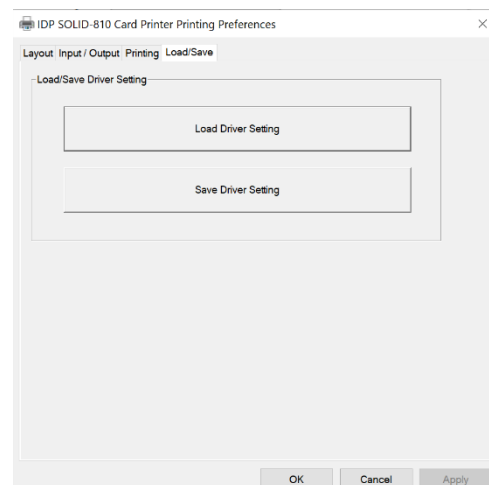 IDP SOLID-810 Card Printer Printing Preferences
Layout Input / Output Printing Load/Save
Load/Save Driver Setting
Load Driver Setting
Save Driver Setting
OK Cancel Apply